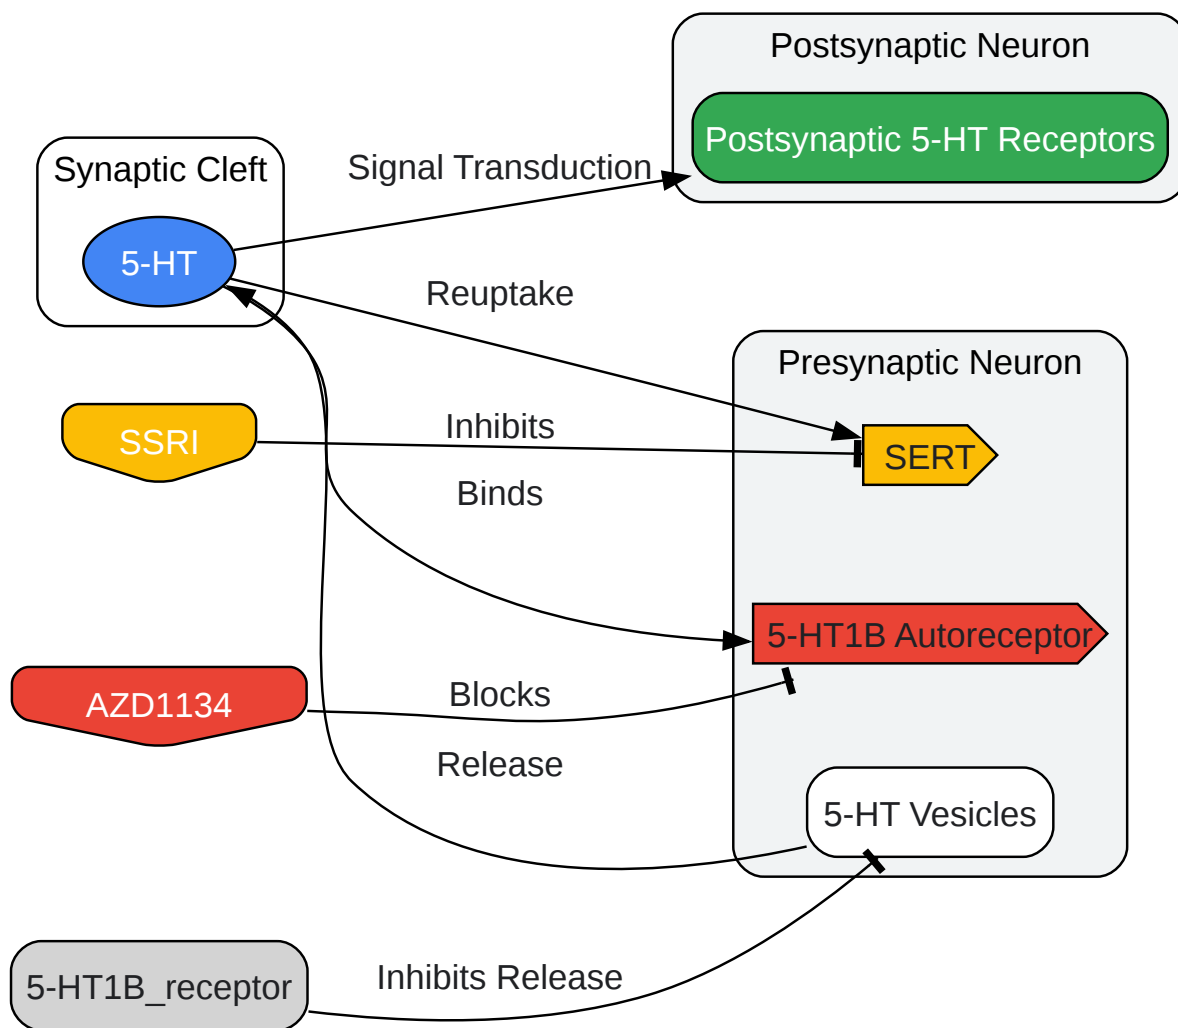 Postsynaptic Neuron
Postsynaptic 5-HT Receptors
Synaptic Cleft
Signal Transduction
5-HT
Reuptake
Presynaptic Neuron
SSRI
Inhibits
SERT
Binds
5-HT1B Autoreceptor
AZD1134
Blocks
Release
5-HT Vesicles
5-HT1B_receptor
Inhibits Release